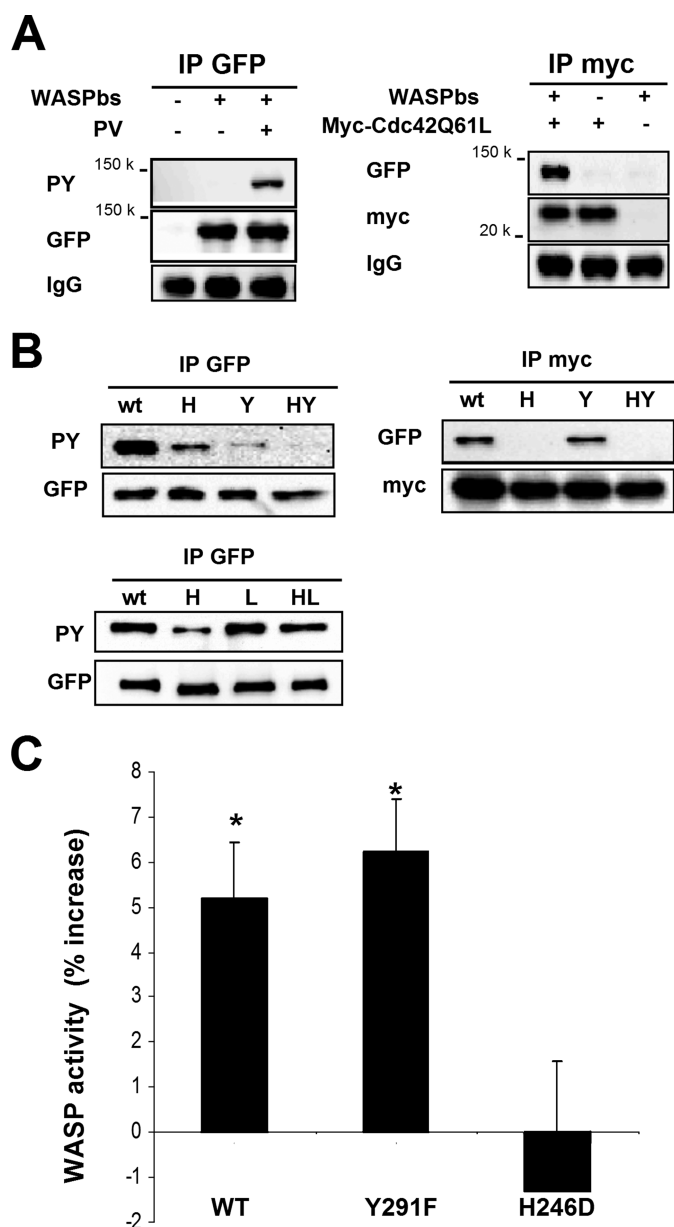 A
IP GFP
WASPbs - + +
PV - - +
150 k
PY
150 k
GFP
IgG
IP myc
WASPbs + - +
Myc-Cdc42Q61L + + -
150 k
GFP
myc
20 k
IgG
B
IP GFP
wt H Y HY
PY
GFP
IP myc
wt H Y HY
GFP
myc
IP GFP
wt H L HL
PY
GFP
C
WASP activity (% increase)
8
7
6
5
4
3
2
1
0
-1
-2
* *
WT Y291F H246D